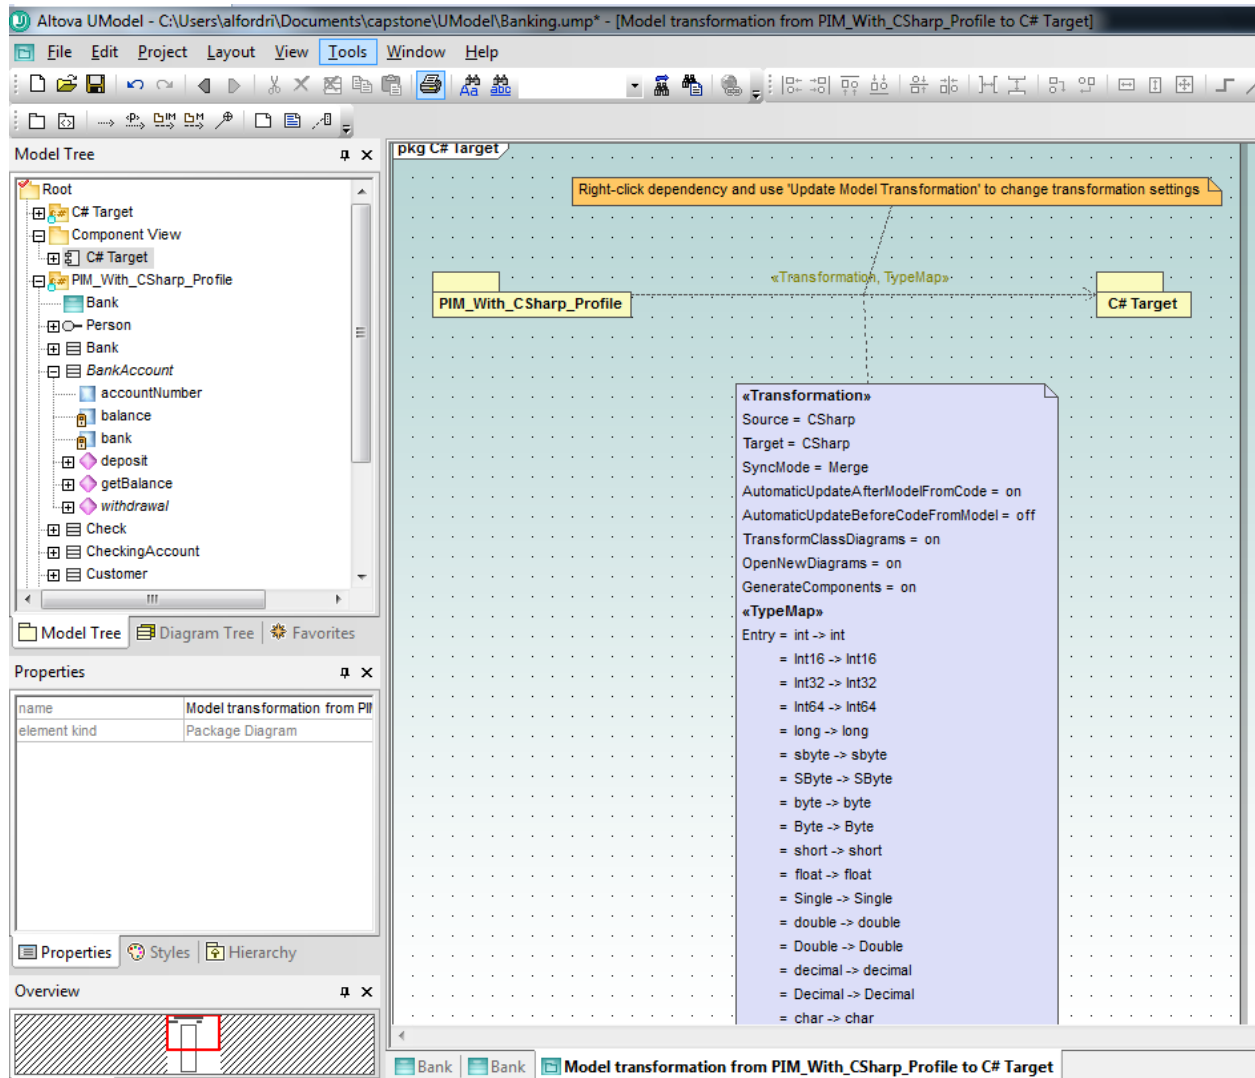 Altova UModel - C:\Users\alfordri\Documents\capstone\UModel\Banking.ump* - [Model transformation from PIM_With_CSharp_Profile to C# Target]
File Edit Project Layout View Tools Window Help
Model Tree
Root
C# Target
Component View
C# Target
PIM_With_CSharp_Profile
Bank
Person
Bank
BankAccount
accountNumber
balance
bank
deposit
getBalance
withdrawal
Check
CheckingAccount
Customer
Model Tree Diagram Tree Favorites
Properties
name Model transformation from PI
element kind Package Diagram
Properties Styles Hierarchy
Overview
pkg C# Target
Right-click dependency and use 'Update Model Transformation' to change transformation settings
«Transformation, TypeMap»
PIM_With_CSharp_Profile
C# Target
«Transformation»
Source = CSharp
Target = CSharp
SyncMode = Merge
AutomaticUpdateAfterModelFromCode = on
AutomaticUpdateBeforeCodeFromModel = off
TransformClassDiagrams = on
OpenNewDiagrams = on
GenerateComponents = on
«TypeMap»
Entry = int -> int
= Int16 -> Int16
= Int32 -> Int32
= Int64 -> Int64
= long -> long
= sbyte -> sbyte
= SByte -> SByte
= byte -> byte
= Byte -> Byte
= short -> short
= float -> float
= Single -> Single
= double -> double
= Double -> Double
= decimal -> decimal
= Decimal -> Decimal
= char -> char
Bank Bank Model transformation from PIM_With_CSharp_Profile to C# Target